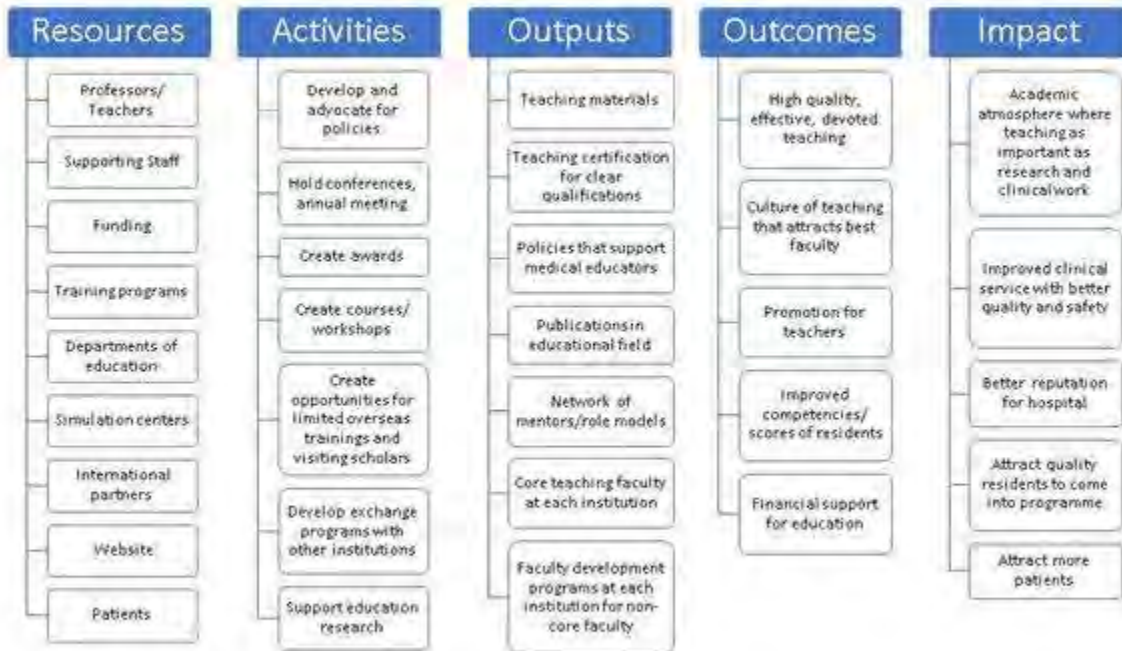 Resources
Professors/
Teachers
Supporting Staff
Funding
Training programs
Departments of
education
Simulation centers
International
partners
Website
Patients
Activities
Develop and
advocate for
policies
Hold conferences,
annual meeting
Create awards
Create courses/
workshops
Create
opportunities for
limited overseas
trainings and
visiting scholars
Develop exchange
programs with
other institutions
Support education
research
Outputs
Teaching materials
Teaching certification
for clear
qualifications
Policies that support
medical educators
Publications in
educational field
Network of
mentors/role models
Core teaching faculty
at each institution
Faculty development
programs at each
institution for non-
core faculty
Outcomes
High quality,
effective, devoted
teaching
Culture of teaching
that attracts best
faculty
Promotion for
teachers
Improved
competencies/
scores of residents
Financial support
for education
Impact
Academic
atmosphere where
teaching as
important as
research and
clinical work
Improved clinical
service with better
quality and safety
Better reputation
for hospital
Attract quality
residents to come
into programme
Attract more
patients